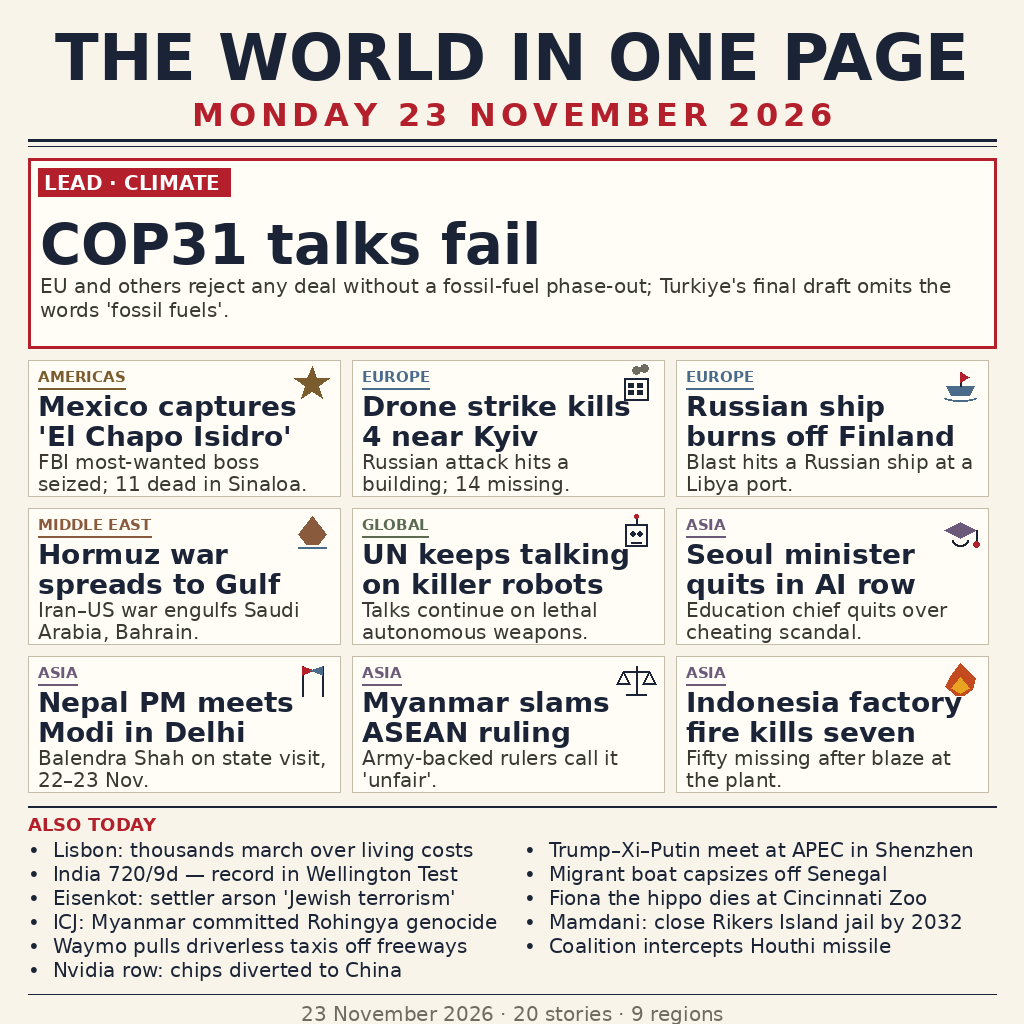 THE WORLD IN ONE PAGE
MONDAY 23 NOVEMBER 2026
LEAD · CLIMATE
COP31 talks fail
EU and others reject any deal without a fossil-fuel phase-out; Turkiye's final draft omits the
words 'fossil fuels'.
AMERICAS
Mexico captures
'El Chapo Isidro'
FBI most-wanted boss
seized; 11 dead in Sinaloa.
EUROPE
Drone strike kills
4 near Kyiv
Russian attack hits a
building; 14 missing.
EUROPE
Russian ship
burns off Finland
Blast hits a Russian ship at a
Libya port.
MIDDLE EAST
Hormuz war
spreads to Gulf
Iran–US war engulfs Saudi
Arabia, Bahrain.
GLOBAL
UN keeps talking
on killer robots
Talks continue on lethal
autonomous weapons.
ASIA
Seoul minister
quits in AI row
Education chief quits over
cheating scandal.
ASIA
Nepal PM meets
Modi in Delhi
Balendra Shah on state visit,
22–23 Nov.
ASIA
Myanmar slams
ASEAN ruling
Army-backed rulers call it
'unfair'.
ASIA
Indonesia factory
fire kills seven
Fifty missing after blaze at
the plant.
ALSO TODAY
• Lisbon: thousands march over living costs
• India 720/9d — record in Wellington Test
• Eisenkot: settler arson 'Jewish terrorism'
• ICJ: Myanmar committed Rohingya genocide
• Waymo pulls driverless taxis off freeways
• Nvidia row: chips diverted to China
• Trump–Xi–Putin meet at APEC in Shenzhen
• Migrant boat capsizes off Senegal
• Fiona the hippo dies at Cincinnati Zoo
• Mamdani: close Rikers Island jail by 2032
• Coalition intercepts Houthi missile
23 November 2026 · 20 stories · 9 regions